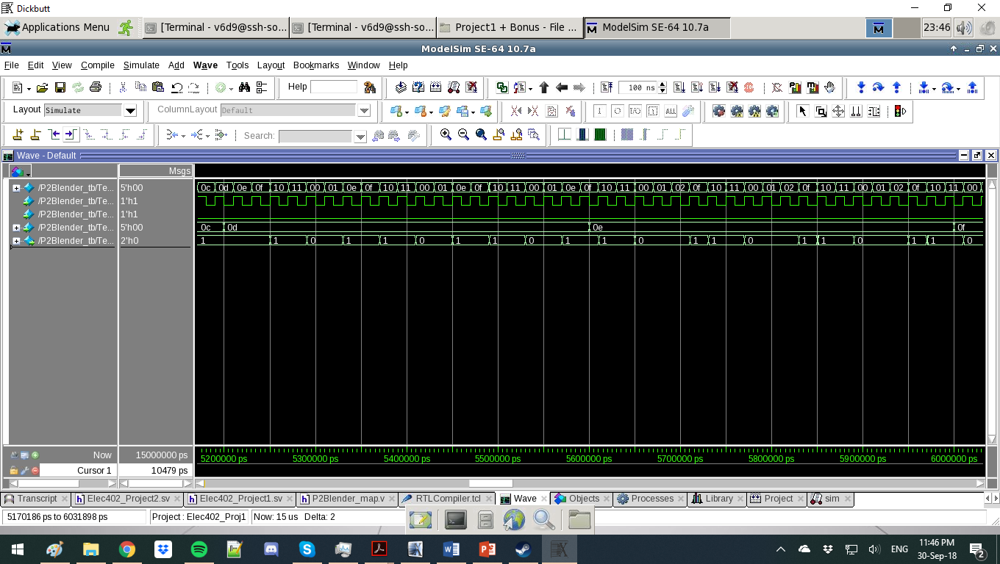 Dickbutt
Applications Menu [Terminal - v6d9@ssh-so... [Terminal - v6d9@ssh-so... Project1 + Bonus - File ... ModelSim SE-64 10.7a 23:46
ModelSim SE-64 10.7a
File Edit View Compile Simulate Add Wave Tools Layout Bookmarks Window Help
Help 100 ns
Layout Simulate ColumnLayout Default
Search:
Wave - Default
Msgs
/P2Blender_tb/Te... 5'h00 0c 0d 0e 0f 10 11 00 01 0e 0f 10 11 00 01 0e 0f 10 11 00 01 0e 0f 10 11 00 01 02 0f 10 11 00 01 02 0f 10 11 00 01 02 0f 10 11 00
/P2Blender_tb/Te... 1'h1
/P2Blender_tb/Te... 1'h1
/P2Blender_tb/Te... 5'h00 0c 0d 0e 0f
/P2Blender_tb/Te... 2'h0 1 1 0 1 1 0 1 1 0 1 1 0 1 1 0 1 1 0 1 1 0
Now 15000000 ps 5200000 ps 5300000 ps 5400000 ps 5500000 ps 5600000 ps 5700000 ps 5800000 ps 5900000 ps 6000000 ps
Cursor 1 10479 ps
Transcript Elec402_Project2.sv Elec402_Project1.sv P2Blender_map.v RTLCompiler.tcl Wave Objects Processes Library Project sim
5170186 ps to 6031898 ps Project : Elec402_Proj1 Now: 15 us Delta: 2
ENG 11:46 PM
30-Sep-18 2